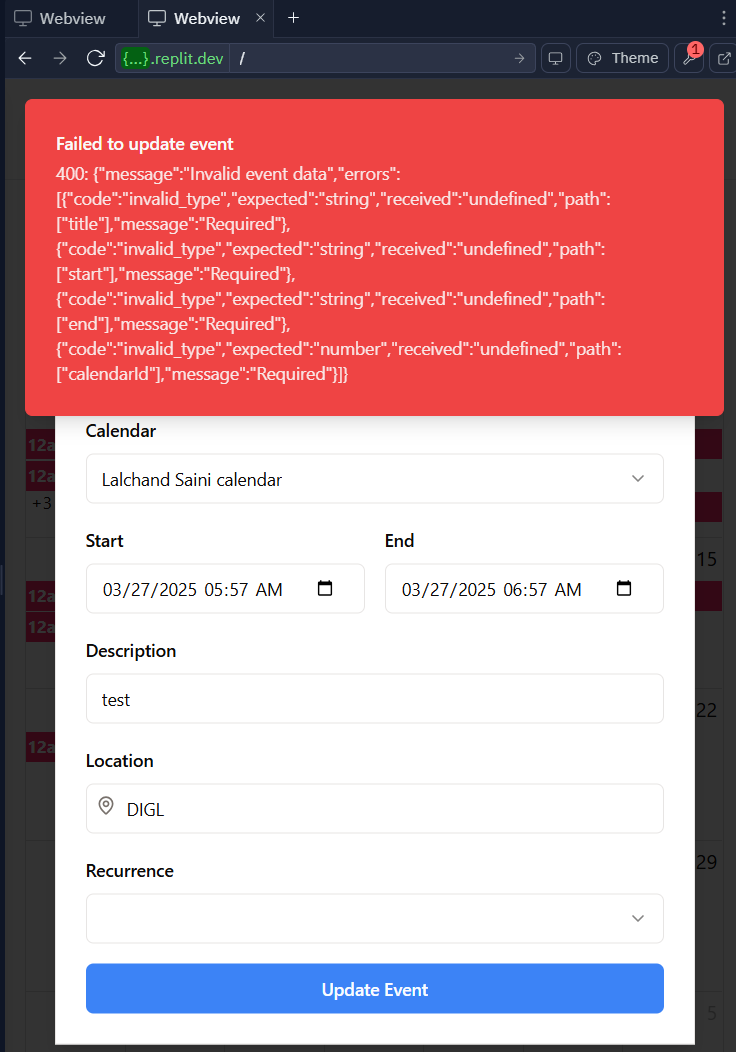 Webview
Webview
{...}.replit.dev /
Theme
1
Failed to update event
400: {"message":"Invalid event data","errors":
[{"code":"invalid_type","expected":"string","received":"undefined","path":
["title"],"message":"Required"},
{"code":"invalid_type","expected":"string","received":"undefined","path":
["start"],"message":"Required"},
{"code":"invalid_type","expected":"string","received":"undefined","path":
["end"],"message":"Required"},
{"code":"invalid_type","expected":"number","received":"undefined","path":
["calendarId"],"message":"Required"}]}
Calendar
12a
12a
Lalchand Saini calendar
+3
Start End
15
03/27/2025 05:57 AM 03/27/2025 06:57 AM
12a
12a
Description
test
22
12a
Location
DIGL
29
Recurrence
Update Event
5